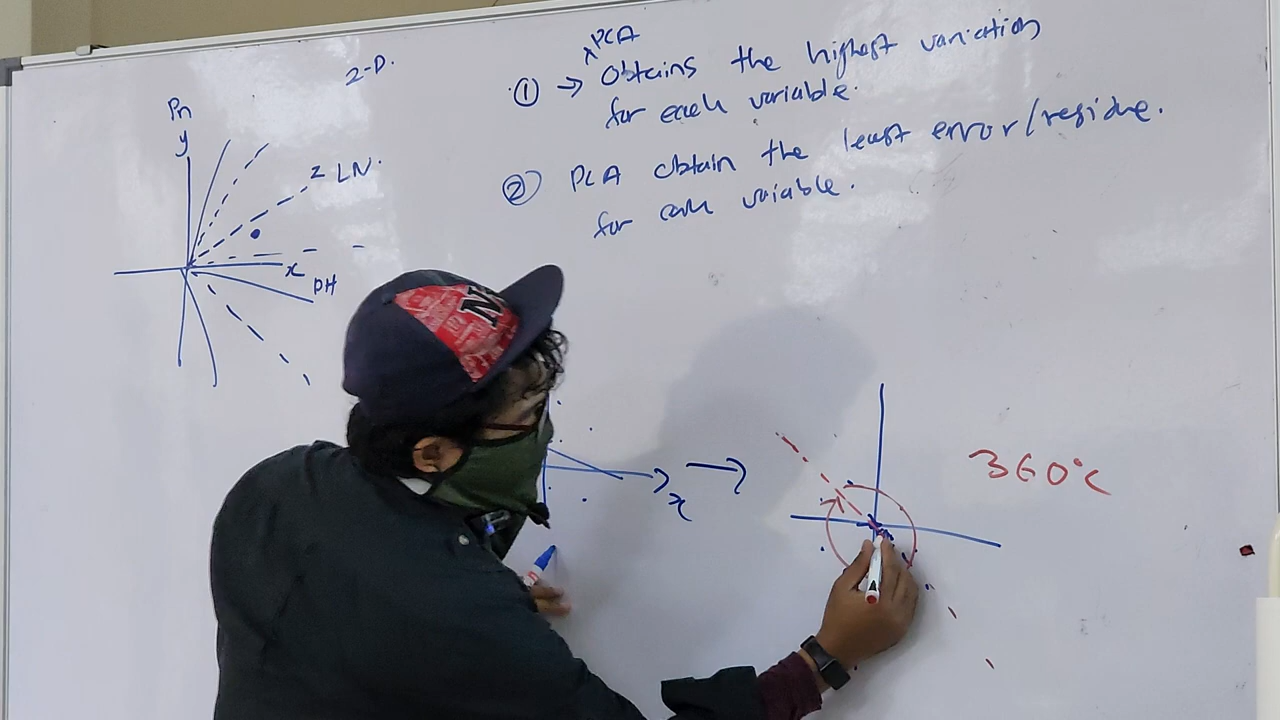 2-D.
Pn
y
z LN.
x
PH
PCA
① → Obtains the highest variation
for each variable.
② PCA obtain the least error/residue.
for each variable.
N
x
360°c